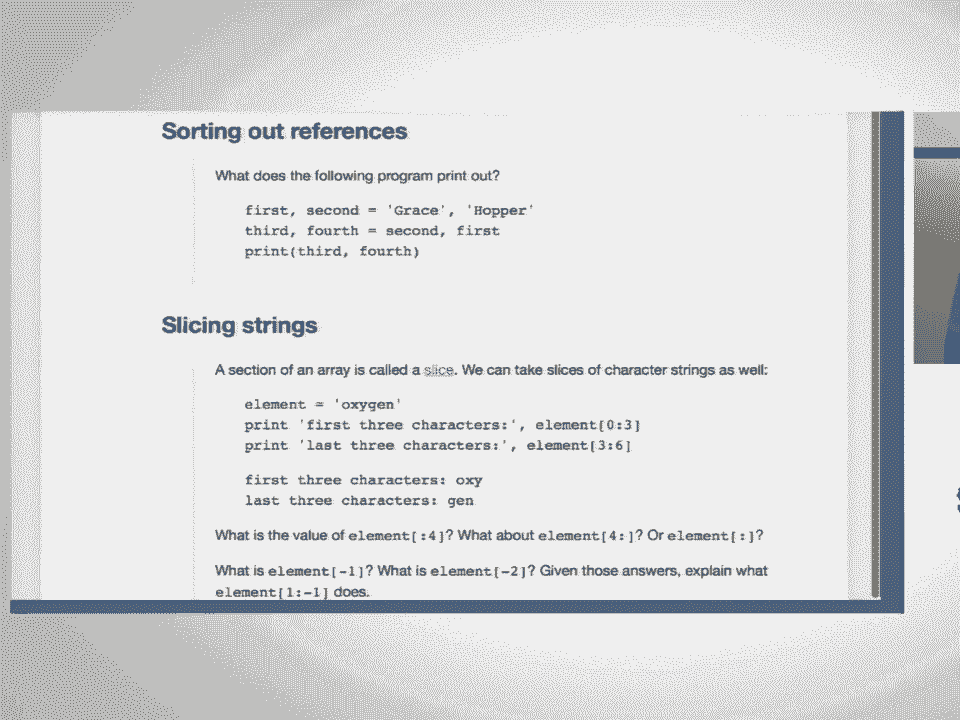 Sorting out references
What does the following program print out?
first, second = 'Grace', 'Hopper'
third, fourth = second, first
print(third, fourth)
Slicing strings
A section of an array is called a slice. We can take slices of character strings as well:
element = 'oxygen'
print 'first three characters:', element[0:3]
print 'last three characters:', element[3:6]
first three characters: oxy
last three characters: gen
What is the value of element[:4]? What about element[4:]? Or element[:]?
What is element[-1]? What is element[-2]? Given those answers, explain what
element[1:-1] does.